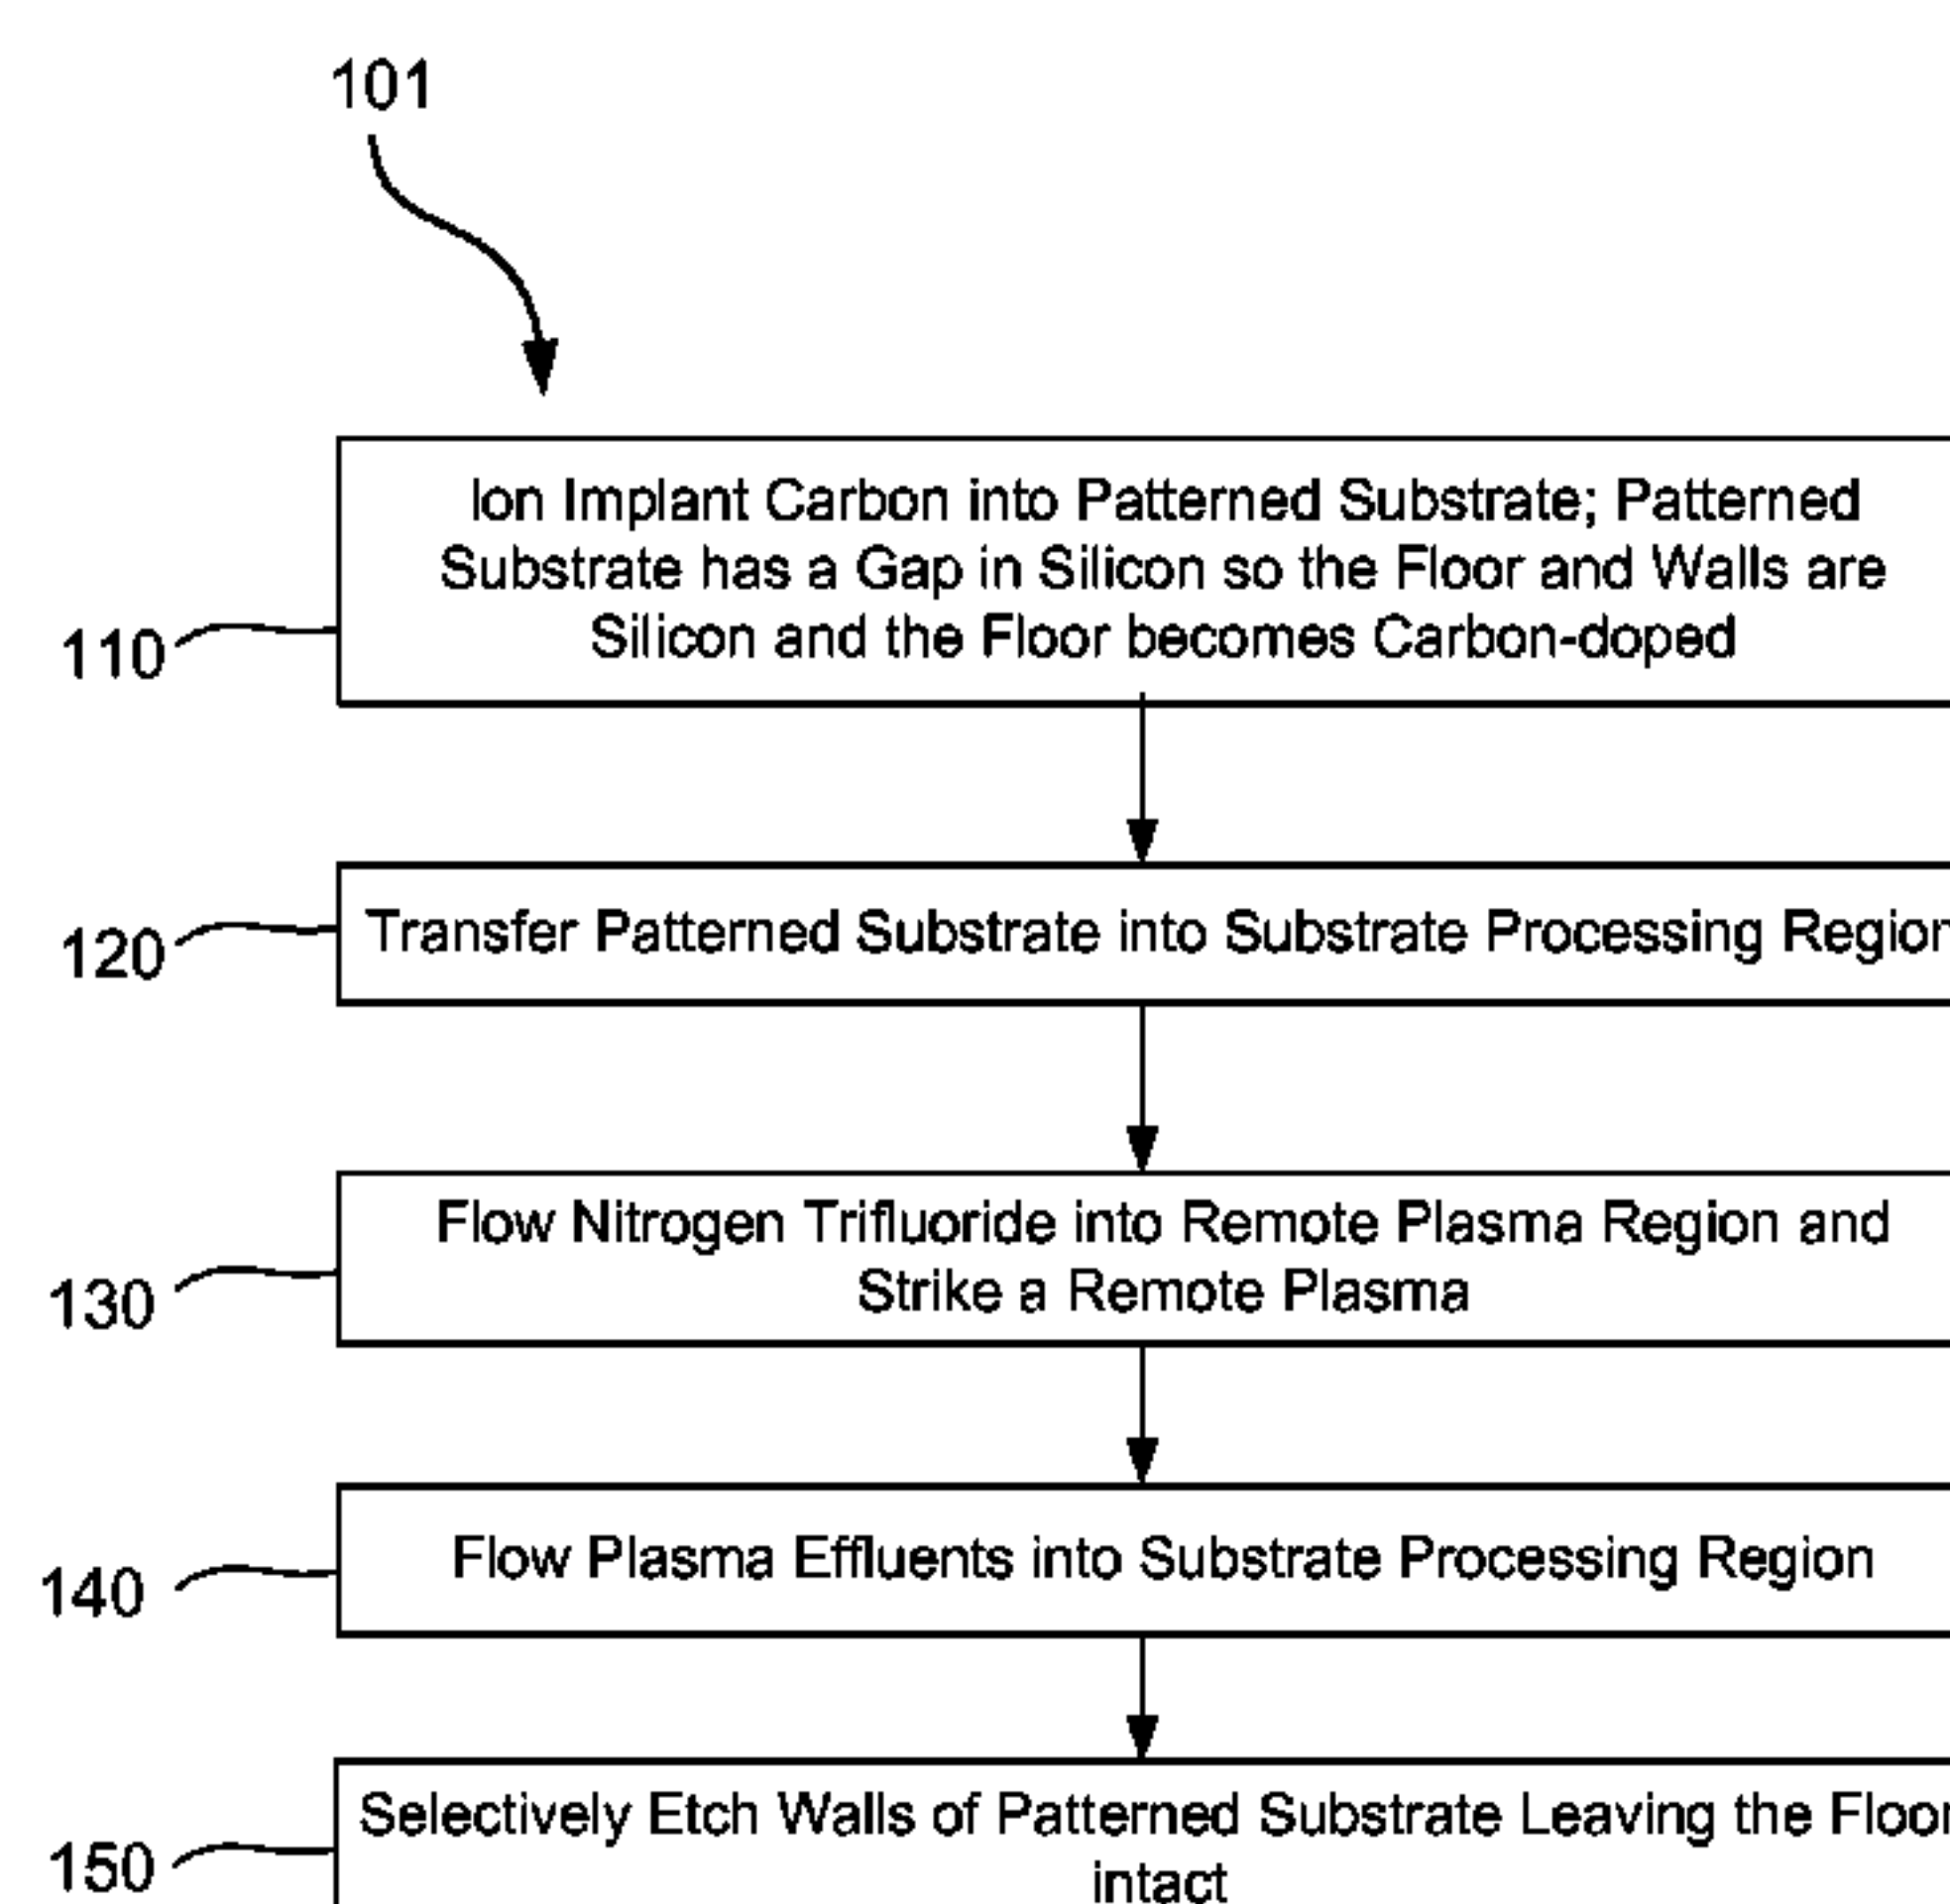 101
Ion Implant Carbon into Patterned Substrate; Patterned
Substrate has a Gap in Silicon so the Floor and Walls are
Silicon and the Floor becomes Carbon-doped
110
Transfer Patterned Substrate into Substrate Processing Region
120
Flow Nitrogen Trifluoride into Remote Plasma Region and
Strike a Remote Plasma
130
Flow Plasma Effluents into Substrate Processing Region
140
Selectively Etch Walls of Patterned Substrate Leaving the Floor
intact
150